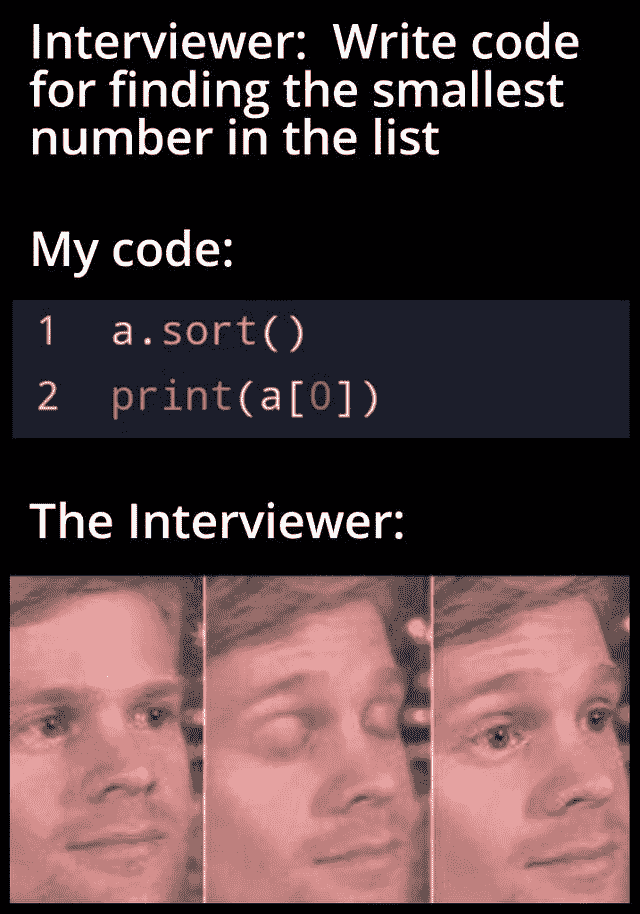 Interviewer:  Write code
for finding the smallest
number in the list
My code:
1 a.sort()
2 print(a[0])
The Interviewer: